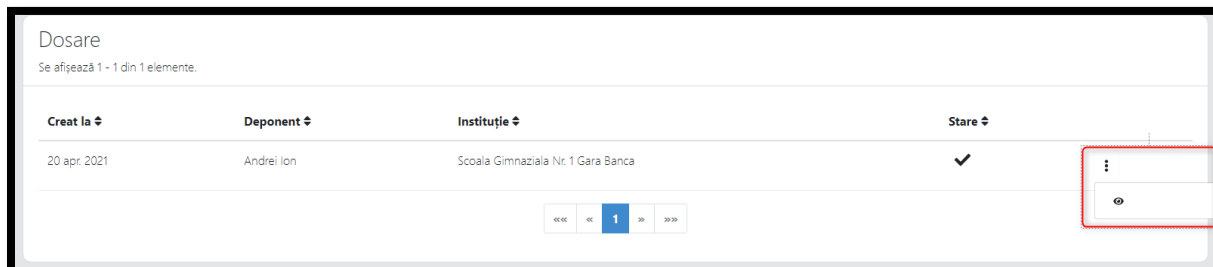 Dosare
Se afișează 1 - 1 din 1 elemente.
Creat la Deponent Instituție Stare
20 apr. 2021 Andrei Ion Scoala Gimnaziala Nr. 1 Gara Banca
«« « 1 » »»